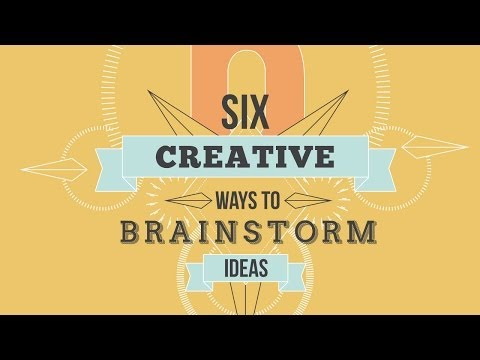 SIX
CREATIVE
WAYS TO
BRAINSTORM
IDEAS